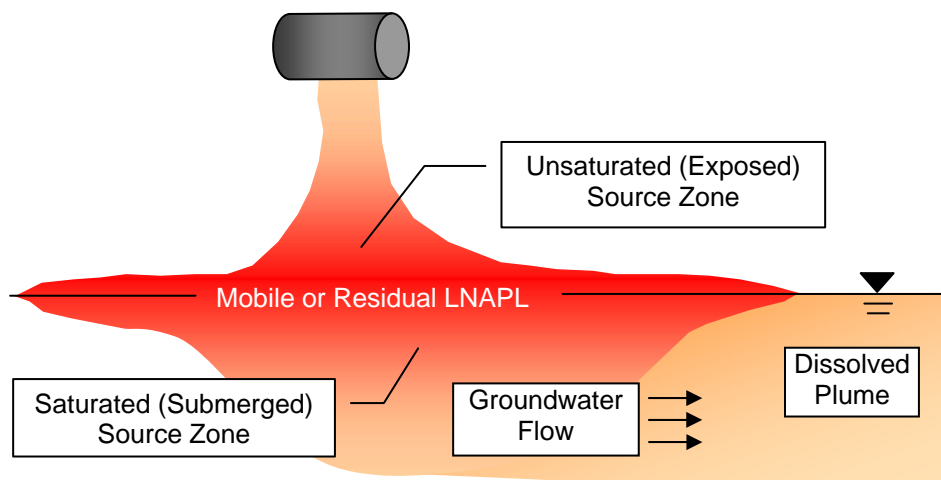 Unsaturated (Exposed)
Source Zone
Mobile or Residual LNAPL
Saturated (Submerged)
Source Zone
Groundwater
Flow
Dissolved
Plume